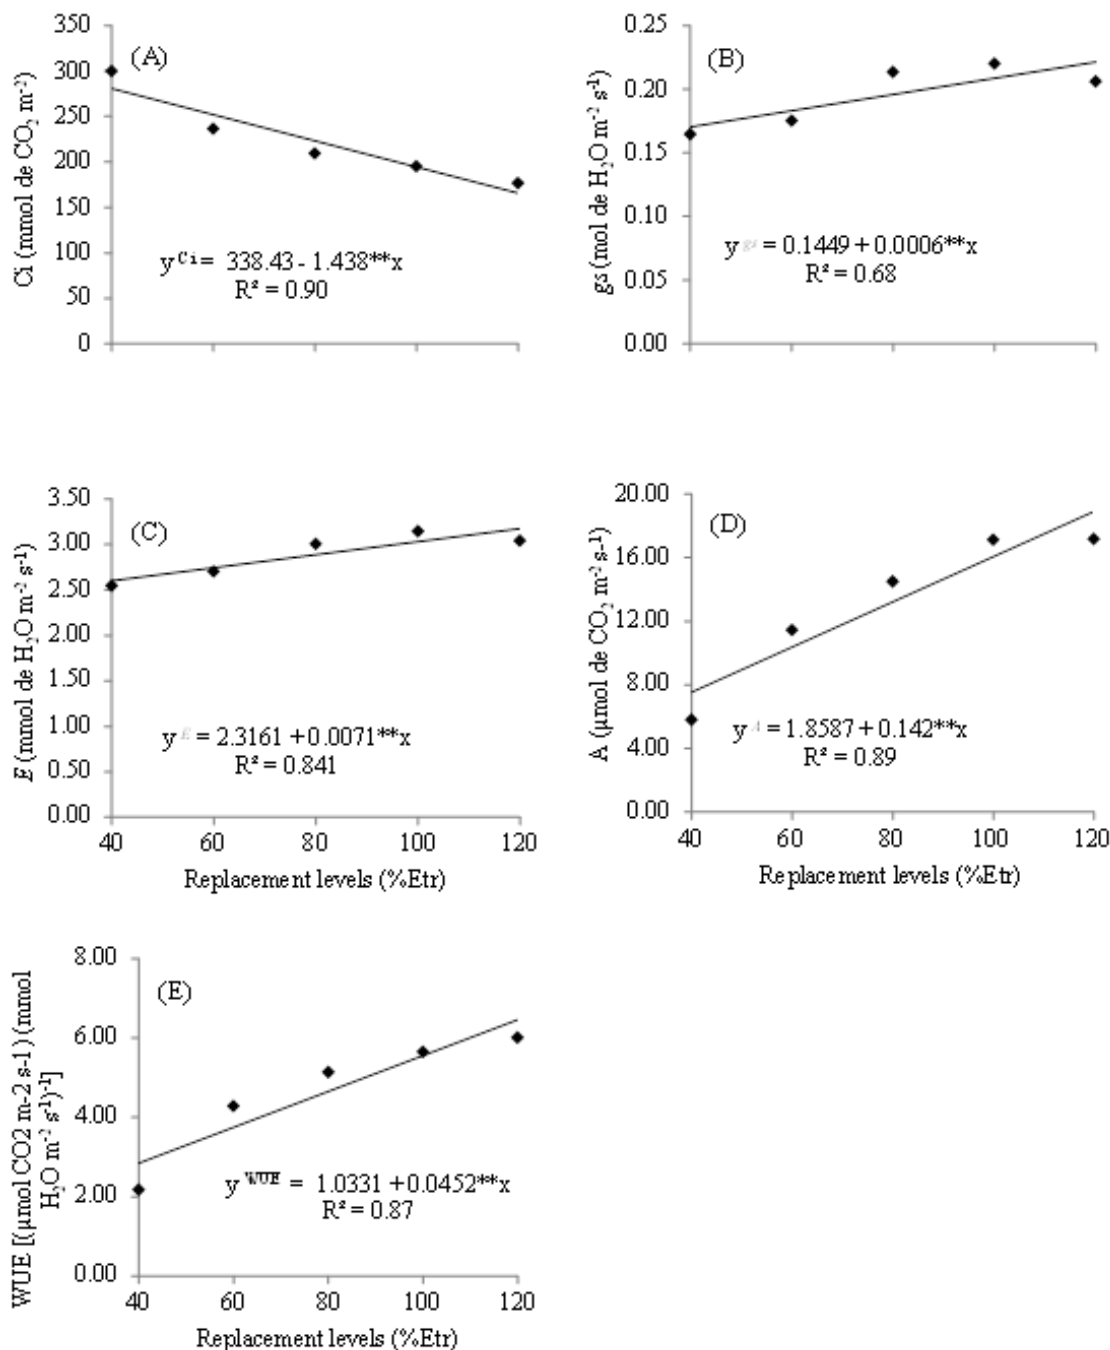 (A)
Ci (mmol de CO₂ m⁻²)
350
300
250
200
150
100
50
0
y Ci = 338.43 - 1.438**x
R² = 0.90
(B)
gs (mol de H₂O m⁻² s⁻¹)
0.25
0.20
0.15
0.10
0.05
0.00
y gs = 0.1449 + 0.0006**x
R² = 0.68
(C)
E (mmol de H₂O m⁻² s⁻¹)
3.50
3.00
2.50
2.00
1.50
1.00
0.50
0.00
y E = 2.3161 + 0.0071**x
R² = 0.841
40 60 80 100 120
Replacement levels (%Etr)
(D)
A (µmol de CO₂ m⁻² s-1)
20.00
16.00
12.00
8.00
4.00
0.00
y A = 1.8587 + 0.142**x
R² = 0.89
40 60 80 100 120
Replacement levels (%Etr)
(E)
WUE [(µmol CO2 m-2 s-1) (mmol
H₂O m⁻² s⁻¹)⁻¹]
8.00
6.00
4.00
2.00
0.00
y WUE = 1.0331 + 0.0452**x
R² = 0.87
40 60 80 100 120
Replacement levels (%Etr)